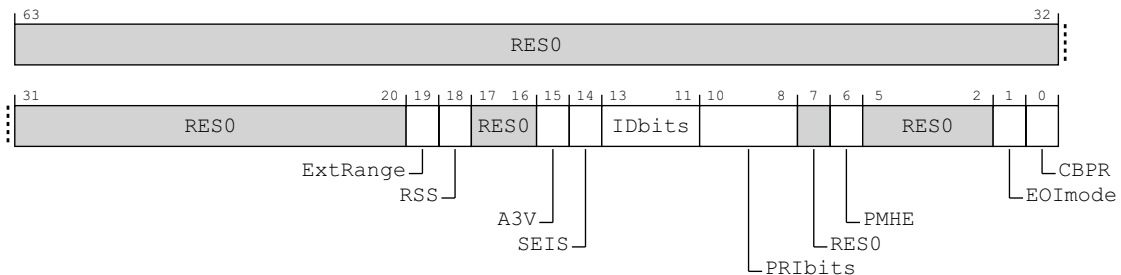 63 32
RES0
31 20 19 18 17 16 15 14 13 11 10 8 7 6 5 2 1 0
RES0 RES0 IDbits RES0
ExtRange CBPR
RSS EOImode
A3V PMHE
SEIS RES0
PRIbits